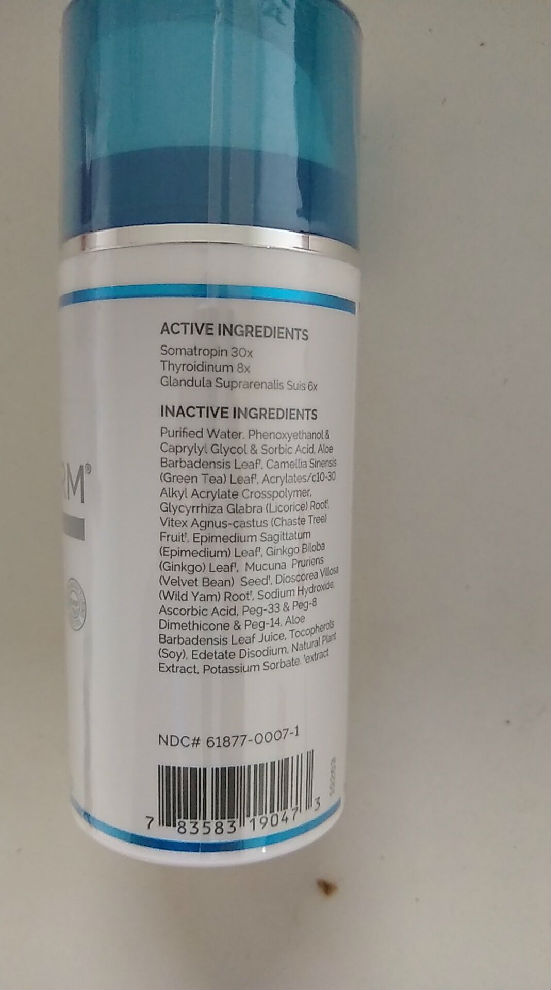 RM®
ACTIVE INGREDIENTS
Somatropin 30x
Thyroidinum 8x
Glandula Suprarenalis Suis 6x
INACTIVE INGREDIENTS
Purified Water, Phenoxyethanol &
Caprylyl Glycol & Sorbic Acid, Aloe
Barbadensis Leaf†, Camellia Sinensis
(Green Tea) Leaf†, Acrylates/c10-30
Alkyl Acrylate Crosspolymer,
Glycyrrhiza Glabra (Licorice) Root†,
Vitex Agnus-castus (Chaste Tree)
Fruit†, Epimedium Sagittatum
(Epimedium) Leaf†, Ginkgo Biloba
(Ginkgo) Leaf†, Mucuna Pruriens
(Velvet Bean) Seed†, Dioscorea Villosa
(Wild Yam) Root†, Sodium Hydroxide,
Ascorbic Acid, Peg-33 & Peg-8
Dimethicone & Peg-14, Aloe
Barbadensis Leaf Juice, Tocopherols
(Soy), Edetate Disodium, Natural Plant
Extract, Potassium Sorbate. †extract
NDC# 61877-0007-1
7 83583 19047 3